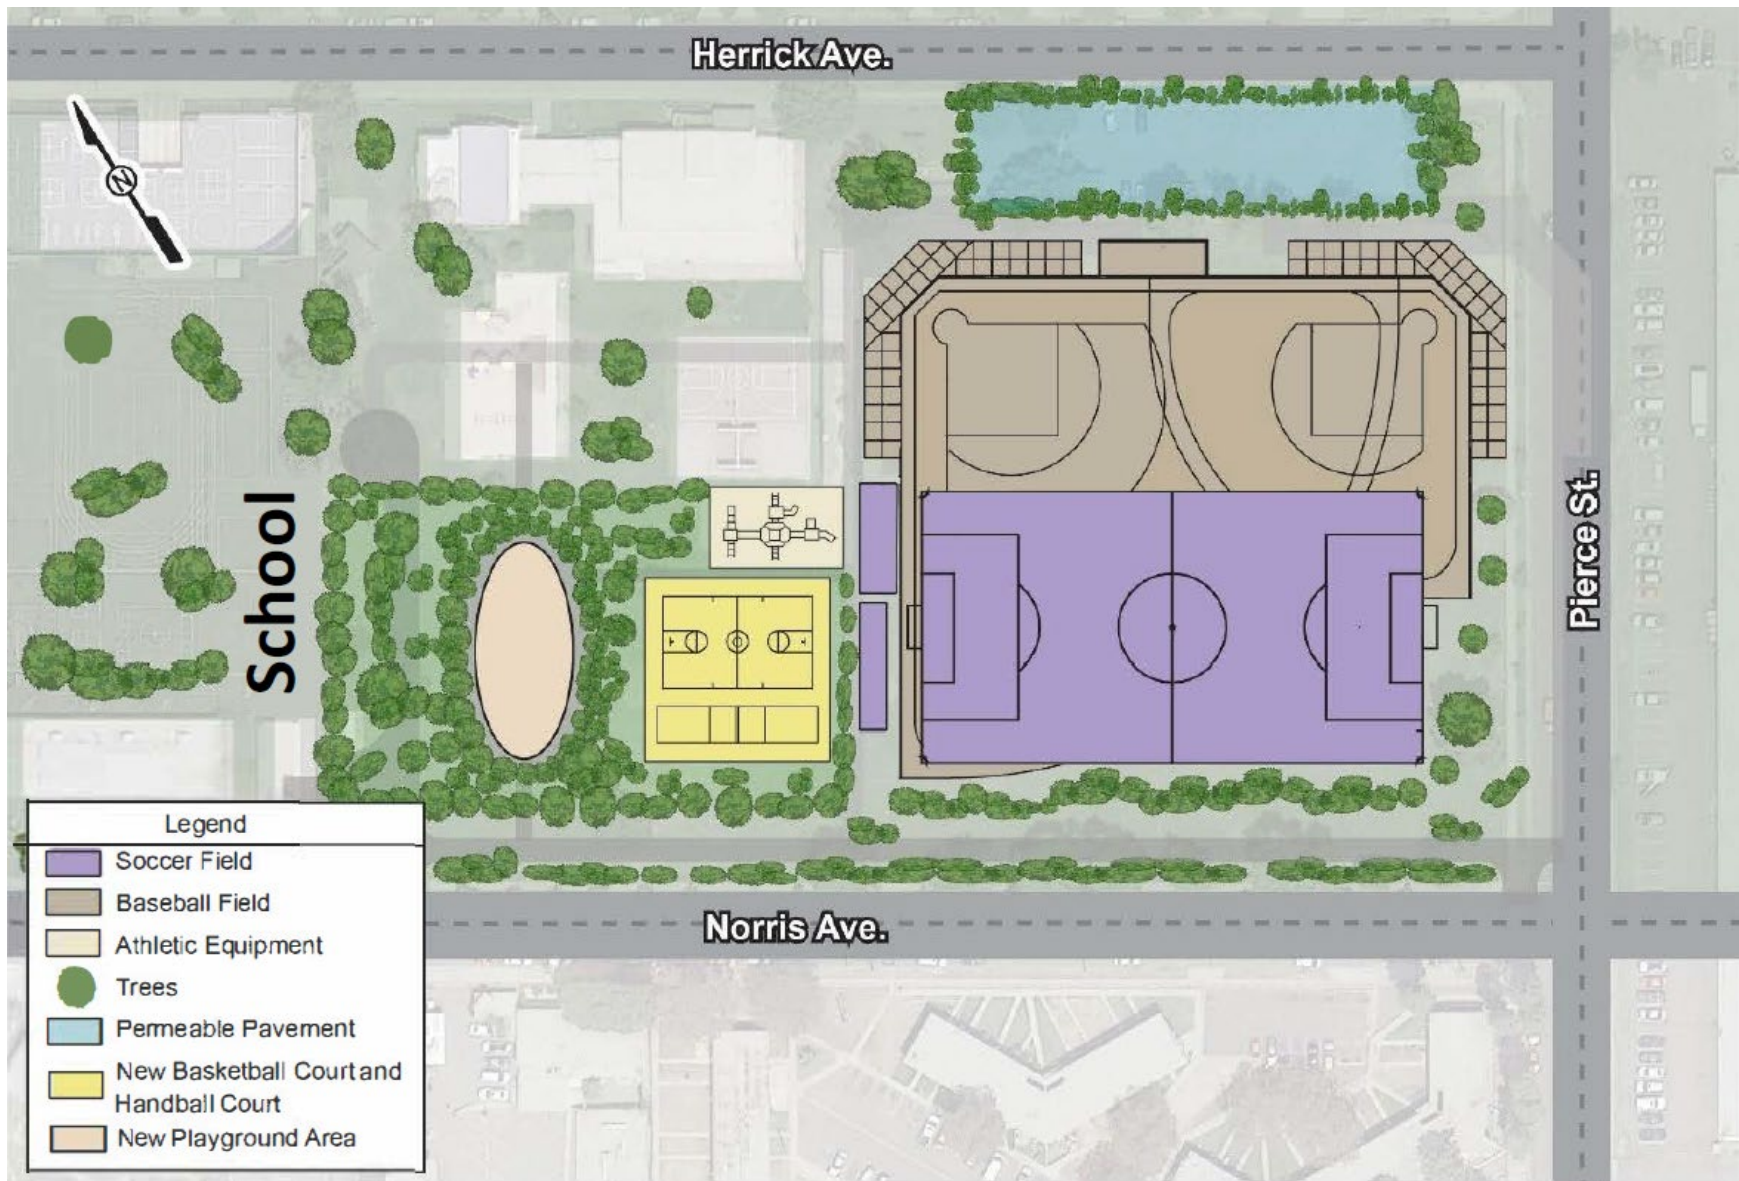 Herrick Ave.
N
School
Pierce St.
Legend
Soccer Field
Baseball Field
Athletic Equipment
Trees
Permeable Pavement
New Basketball Court and
Handball Court
New Playground Area
Norris Ave.